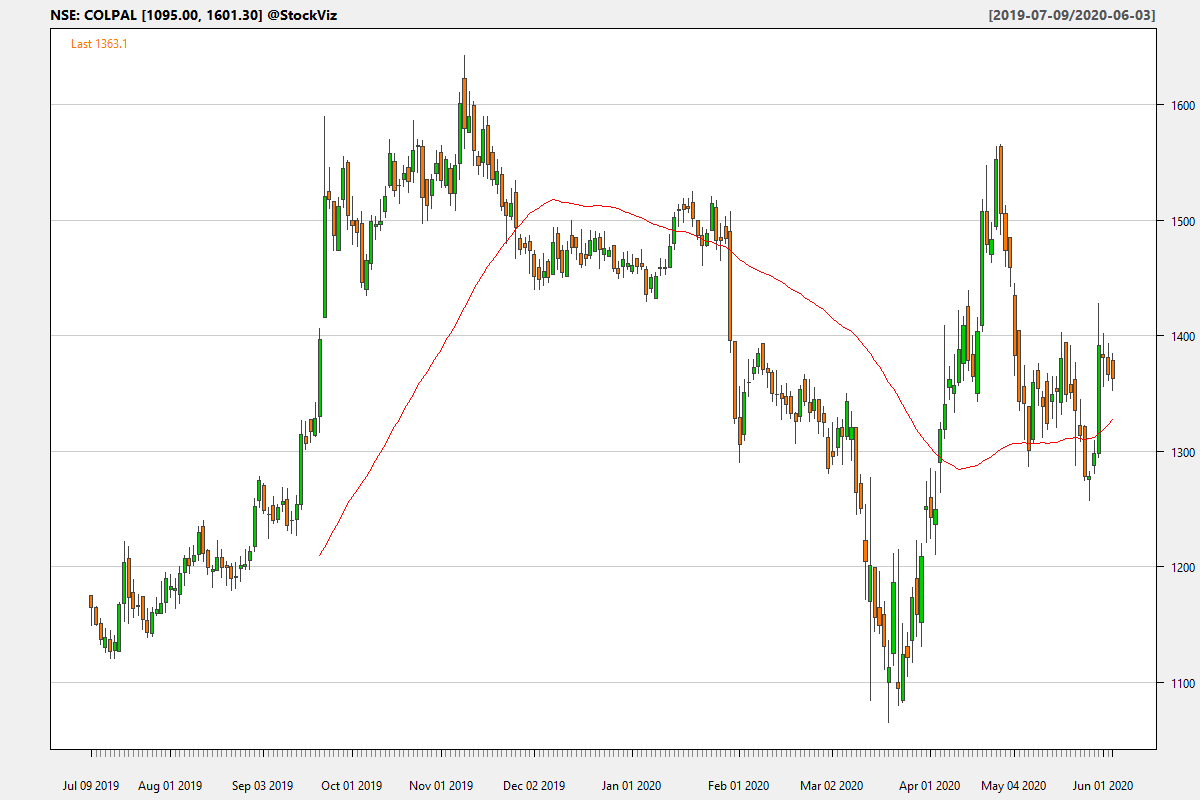 NSE: COLPAL [1095.00, 1601.30] @StockViz [2019-07-09/2020-06-03]
Last 1363.1
1600
1500
1400
1300
1200
1100
Jul 09 2019 Aug 01 2019 Sep 03 2019 Oct 01 2019 Nov 01 2019 Dec 02 2019 Jan 01 2020 Feb 01 2020 Mar 02 2020 Apr 01 2020 May 04 2020 Jun 01 2020